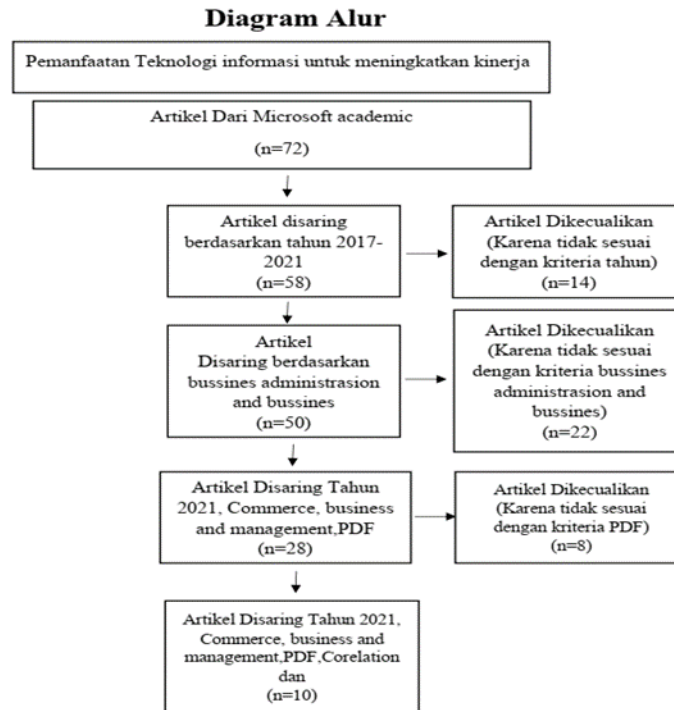 Diagram Alur
Pemanfaatan Teknologi informasi untuk meningkatkan kinerja
Artikel Dari Microsoft academic
(n=72)
Artikel disaring
berdasarkan tahun 2017-
2021
(n=58)
Artikel Dikecualikan
(Karena tidak sesuai
dengan kriteria tahun)
(n=14)
Artikel
Disaring berdasarkan
bussines administrasion
and bussines
(n=50)
Artikel Dikecualikan
(Karena tidak sesuai
dengan kriteria bussines
administrasion and
bussines)
(n=22)
Artikel Disaring Tahun
2021, Commerce, business
and management,PDF
(n=28)
Artikel Dikecualikan
(Karena tidak sesuai
dengan kriteria PDF)
(n=8)
Artikel Disaring Tahun 2021,
Commerce, business and
management,PDF,Corelation
dan
(n=10)